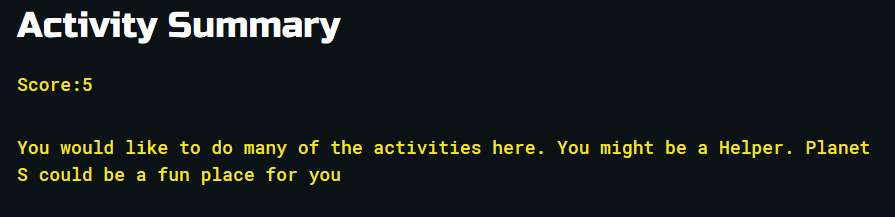 Activity Summary
Score:5
You would like to do many of the activities here. You might be a Helper. Planet
S could be a fun place for you